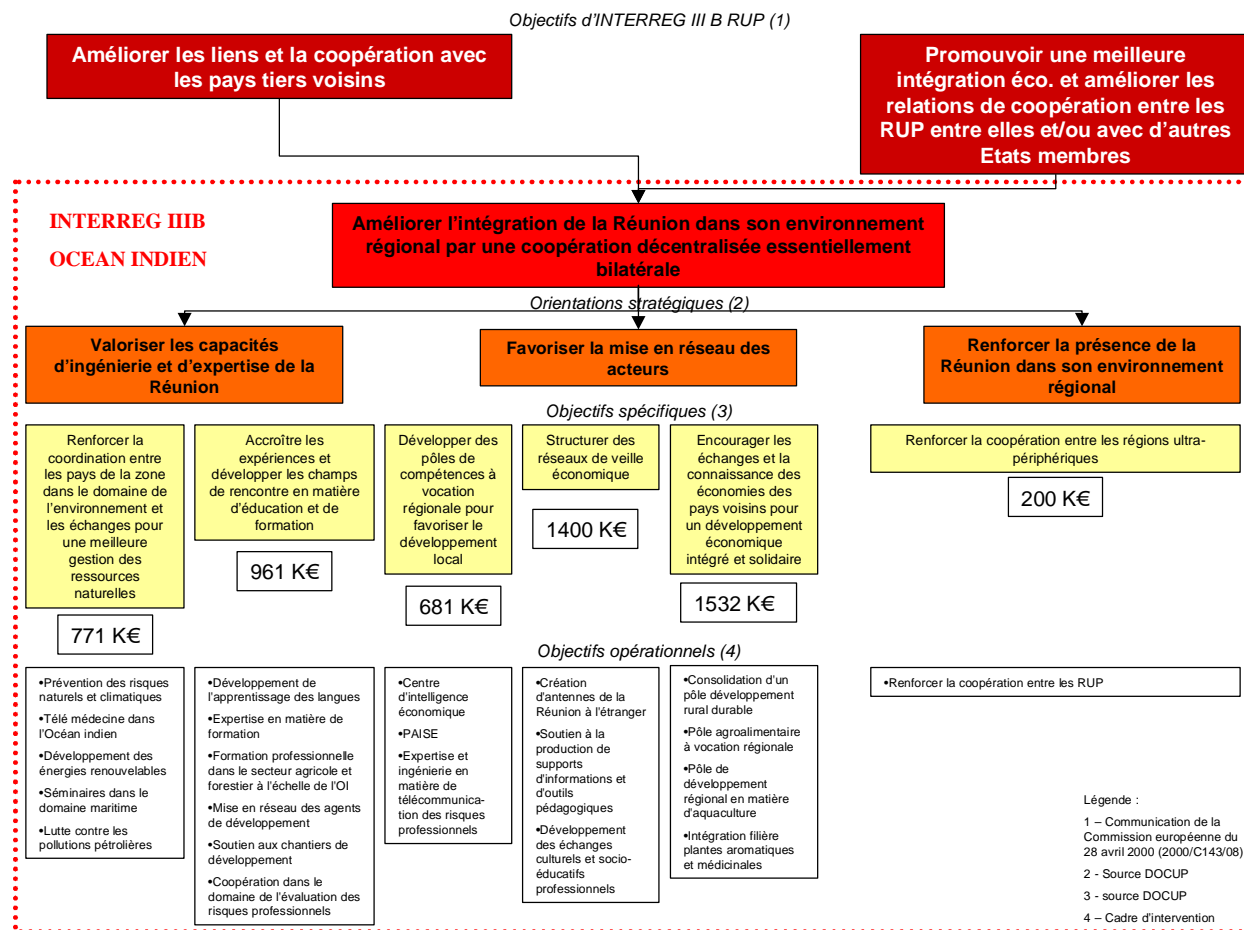 Objectifs d'INTERREG III B RUP (1)
Améliorer les liens et la coopération avec
les pays tiers voisins
Promouvoir une meilleure
intégration éco. et améliorer les
relations de coopération entre les
RUP entre elles et/ou avec d'autres
Etats membres
INTERREG IIIB
OCEAN INDIEN
Améliorer l'intégration de la Réunion dans son environnement
régional par une coopération décentralisée essentiellement
bilatérale
Orientations stratégiques (2)
Valoriser les capacités
d'ingénierie et d'expertise de la
Réunion
Favoriser la mise en réseau des
acteurs
Renforcer la présence de la
Réunion dans son environnement
régional
Objectifs spécifiques (3)
Renforcer la
coordination entre
les pays de la zone
dans le domaine de
l'environnement et
les échanges pour
une meilleure
gestion des
ressources
naturelles
771 K€
Accroître les
expériences et
développer les champs
de rencontre en matière
d'éducation et de
formation
961 K€
Développer des
pôles de
compétences à
vocation
régionale pour
favoriser le
développement
local
681 K€
Structurer des
réseaux de veille
économique
1400 K€
Encourager les
échanges et la
connaissance des
économies des
pays voisins pour
un développement
économique
intégré et solidaire
1532 K€
Renforcer la coopération entre les régions ultra-
périphériques
200 K€
Objectifs opérationnels (4)
•Prévention des risques
naturels et climatiques
•Télé médecine dans
l'Océan indien
•Développement des
énergies renouvelables
•Séminaires dans le
domaine maritime
•Lutte contre les
pollutions pétrolières
•Développement de
l'apprentissage des langues
•Expertise en matière de
formation
•Formation professionnelle
dans le secteur agricole et
forestier à l'échelle de l'OI
•Mise en réseau des agents
de développement
•Soutien aux chantiers de
développement
•Coopération dans le
domaine de l'évaluation des
risques professionnels
•Centre
d'intelligence
économique
•PAISE
•Expertise et
ingénierie en
matière de
télécommunica-
tion des risques
professionnels
•Création
d'antennes de la
Réunion à l'étranger
•Soutien à la
production de
supports
d'informations et
d'outils
pédagogiques
•Développement
des échanges
culturels et socio-
éducatifs
professionnels
•Consolidation d'un
pôle développement
rural durable
•Pôle agroalimentaire
à vocation régionale
•Pôle de
développement
régional en matière
d'aquaculture
•Intégration filière
plantes aromatiques
et médicinales
•Renforcer la coopération entre les RUP
Légende :
1 – Communication de la
Commission européenne du
28 avril 2000 (2000/C143/08)
2 - Source DOCUP
3 - source DOCUP
4 – Cadre d'intervention